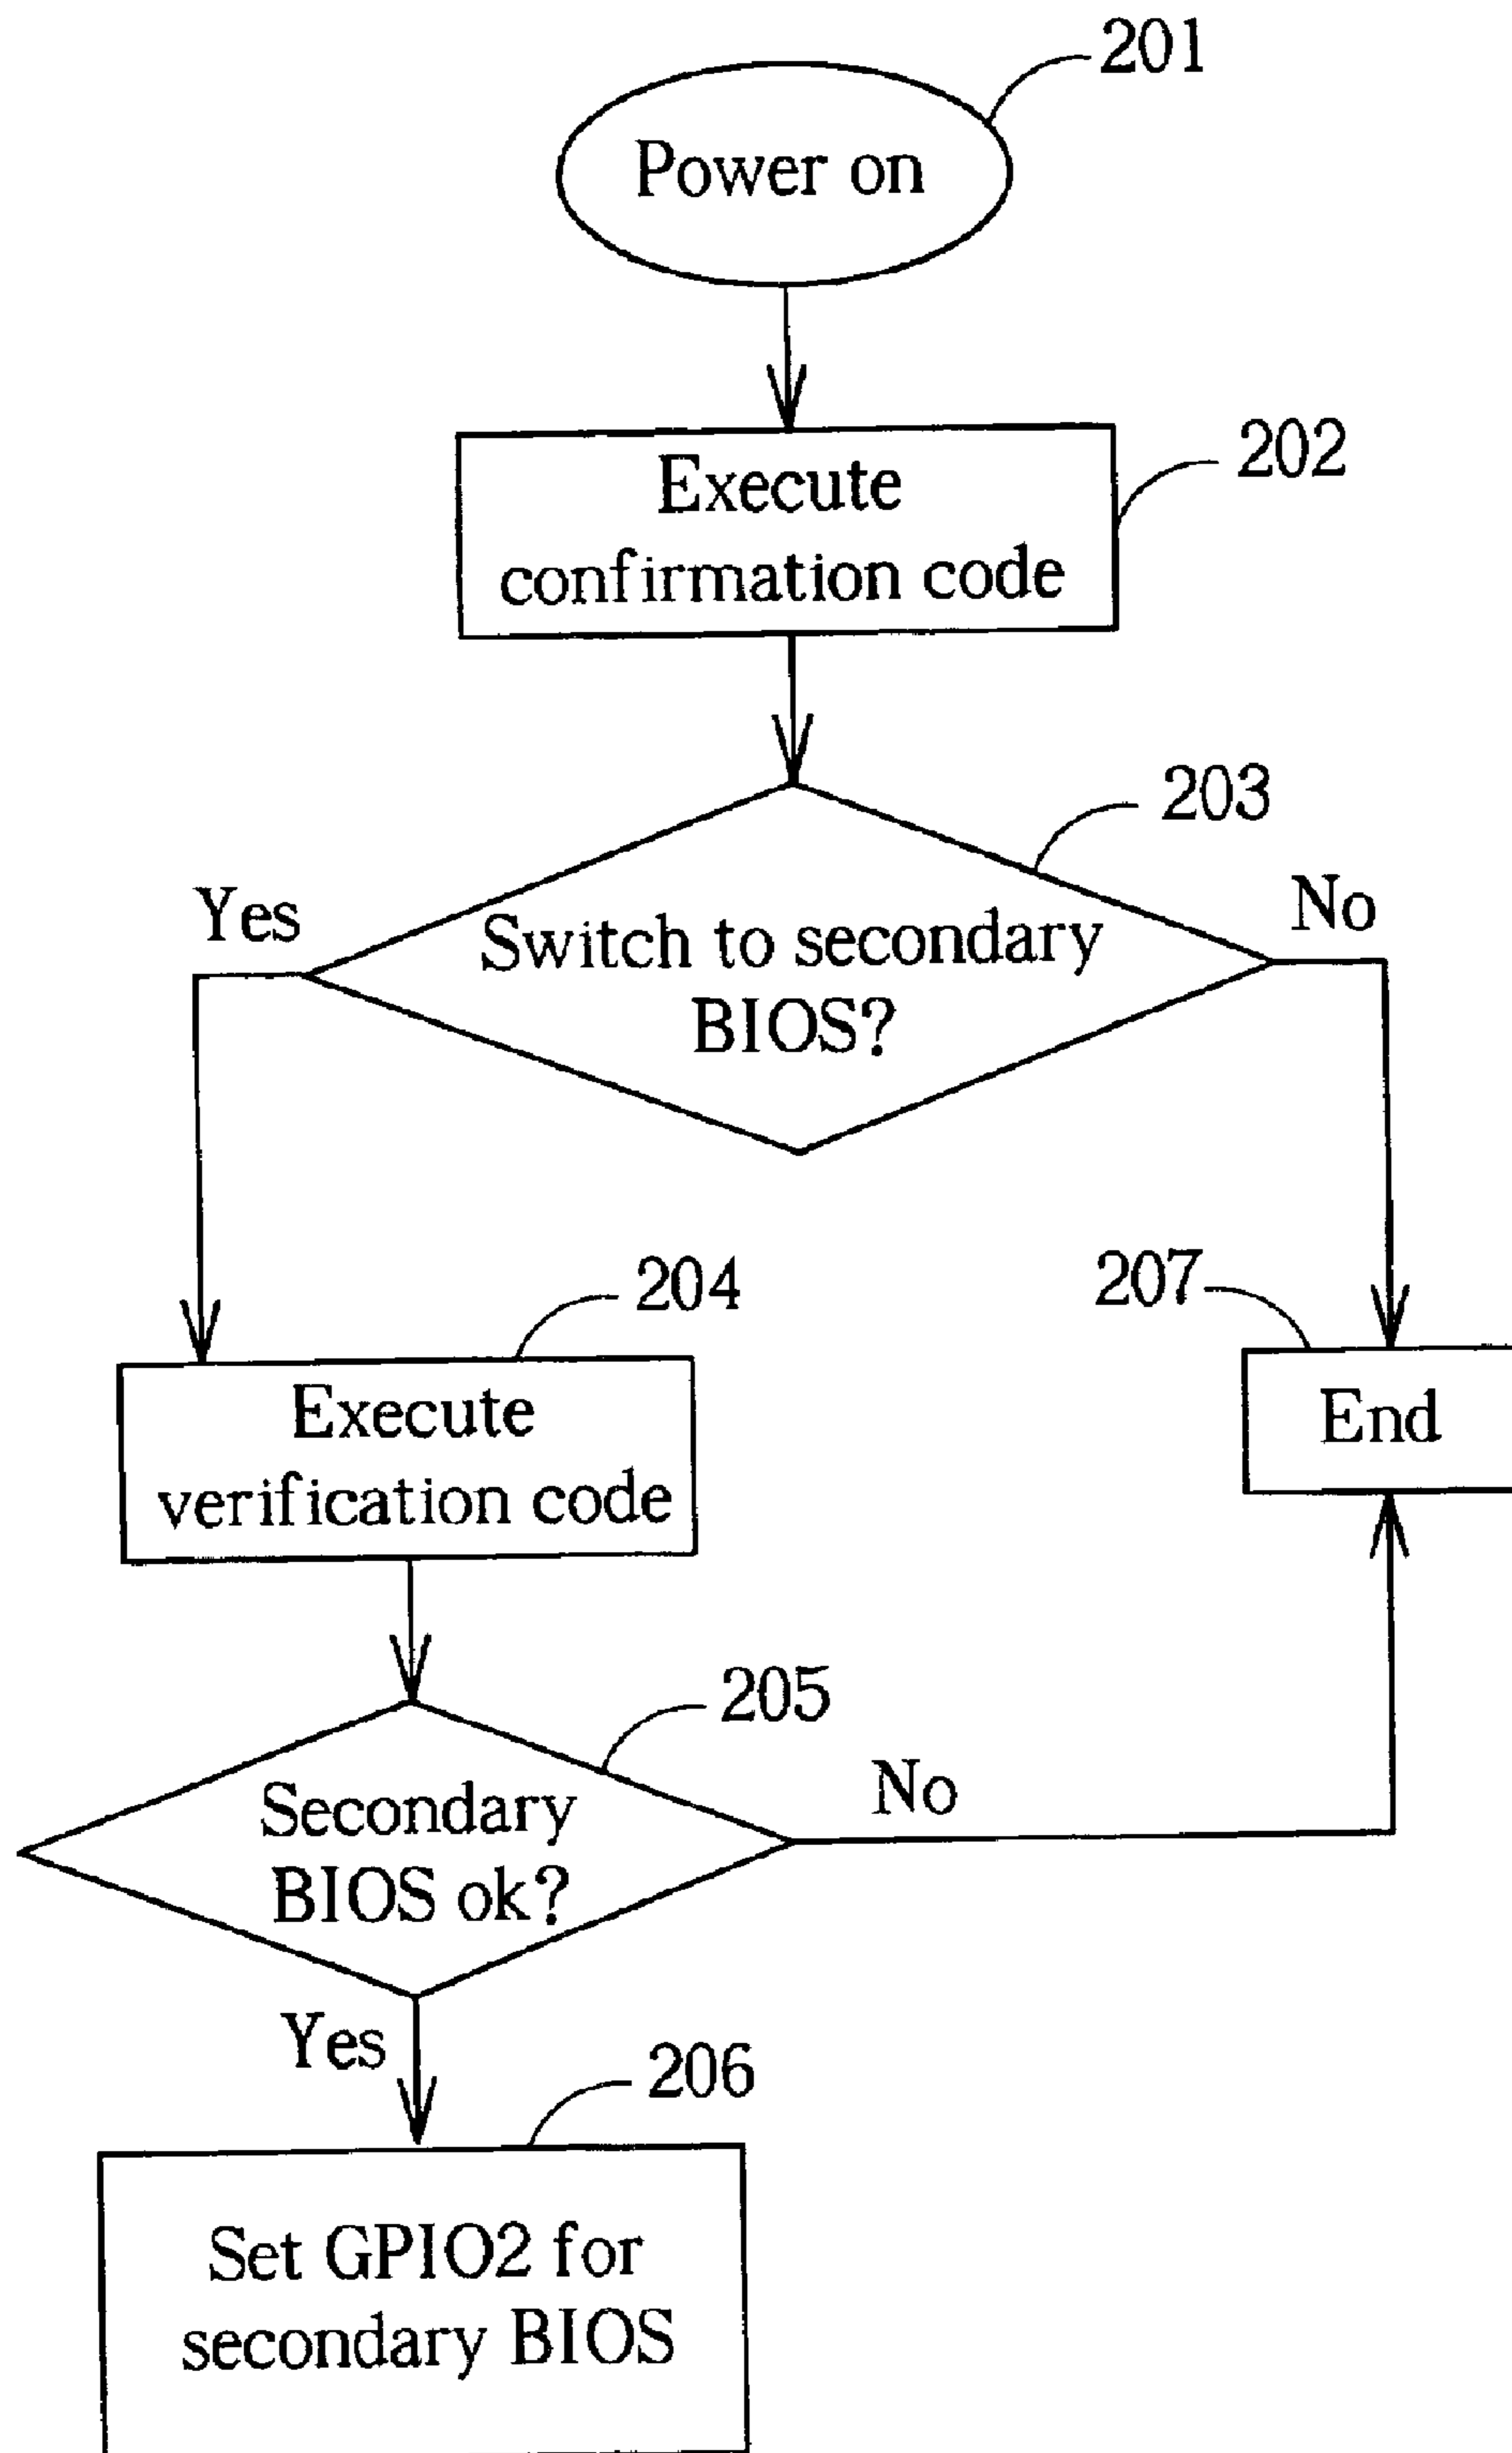 201
Power on
202
Execute
confirmation code
203
Yes
No
Switch to secondary
BIOS?
204
207
Execute
verification code
End
205
Secondary
BIOS ok?
No
Yes
206
Set GPIO2 for
secondary BIOS